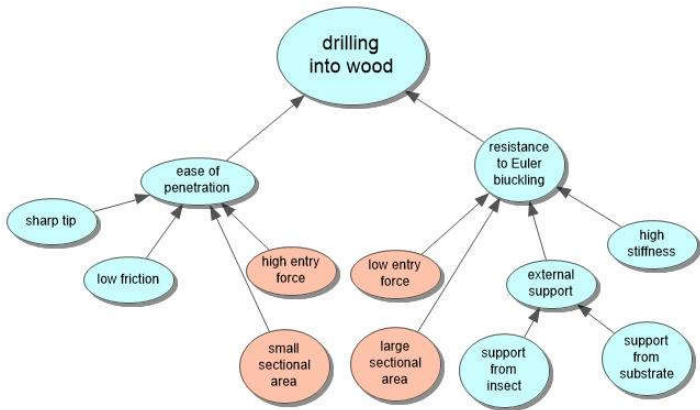 drilling
into wood
ease of
penetration
resistance
to Euler
biuckling
sharp tip
low friction
high entry
force
low entry
force
high
stiffness
external
support
small
sectional
area
large
sectional
area
support
from
insect
support
from
substrate